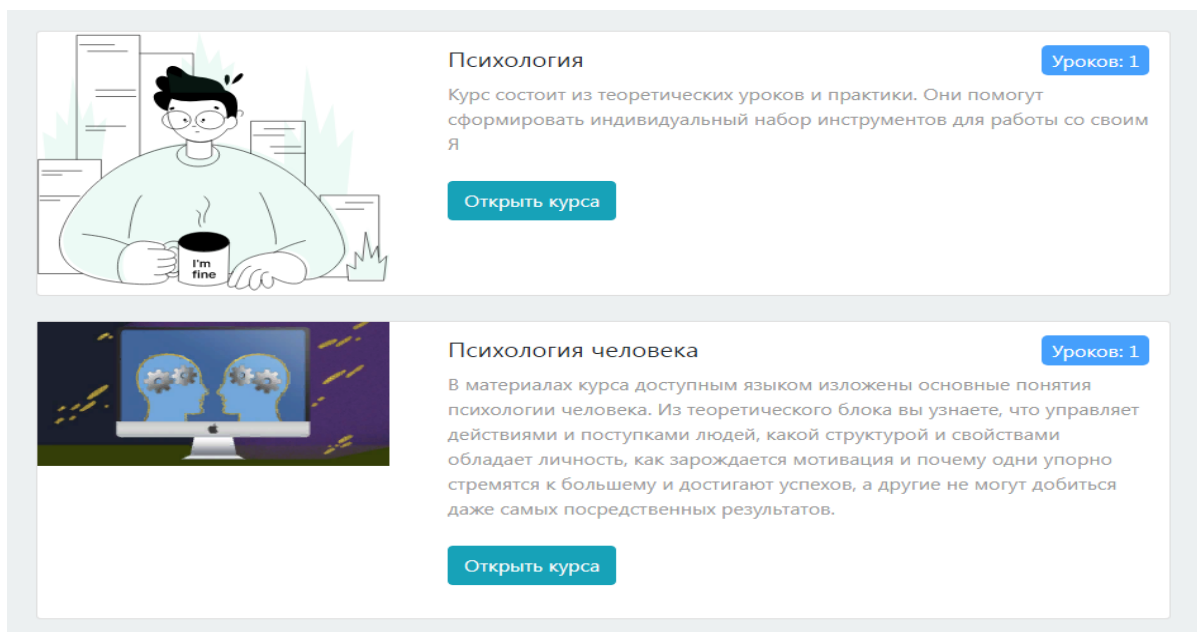 Психология
Уроков: 1
Курс состоит из теоретических уроков и практики. Они помогут
сформировать индивидуальный набор инструментов для работы со своим
Я
Открыть курса
I'm
fine
Психология человека
Уроков: 1
В материалах курса доступным языком изложены основные понятия
психологии человека. Из теоретического блока вы узнаете, что управляет
действиями и поступками людей, какой структурой и свойствами
обладает личность, как зарождается мотивация и почему одни упорно
стремятся к большему и достигают успехов, а другие не могут добиться
даже самых посредственных результатов.
Открыть курса